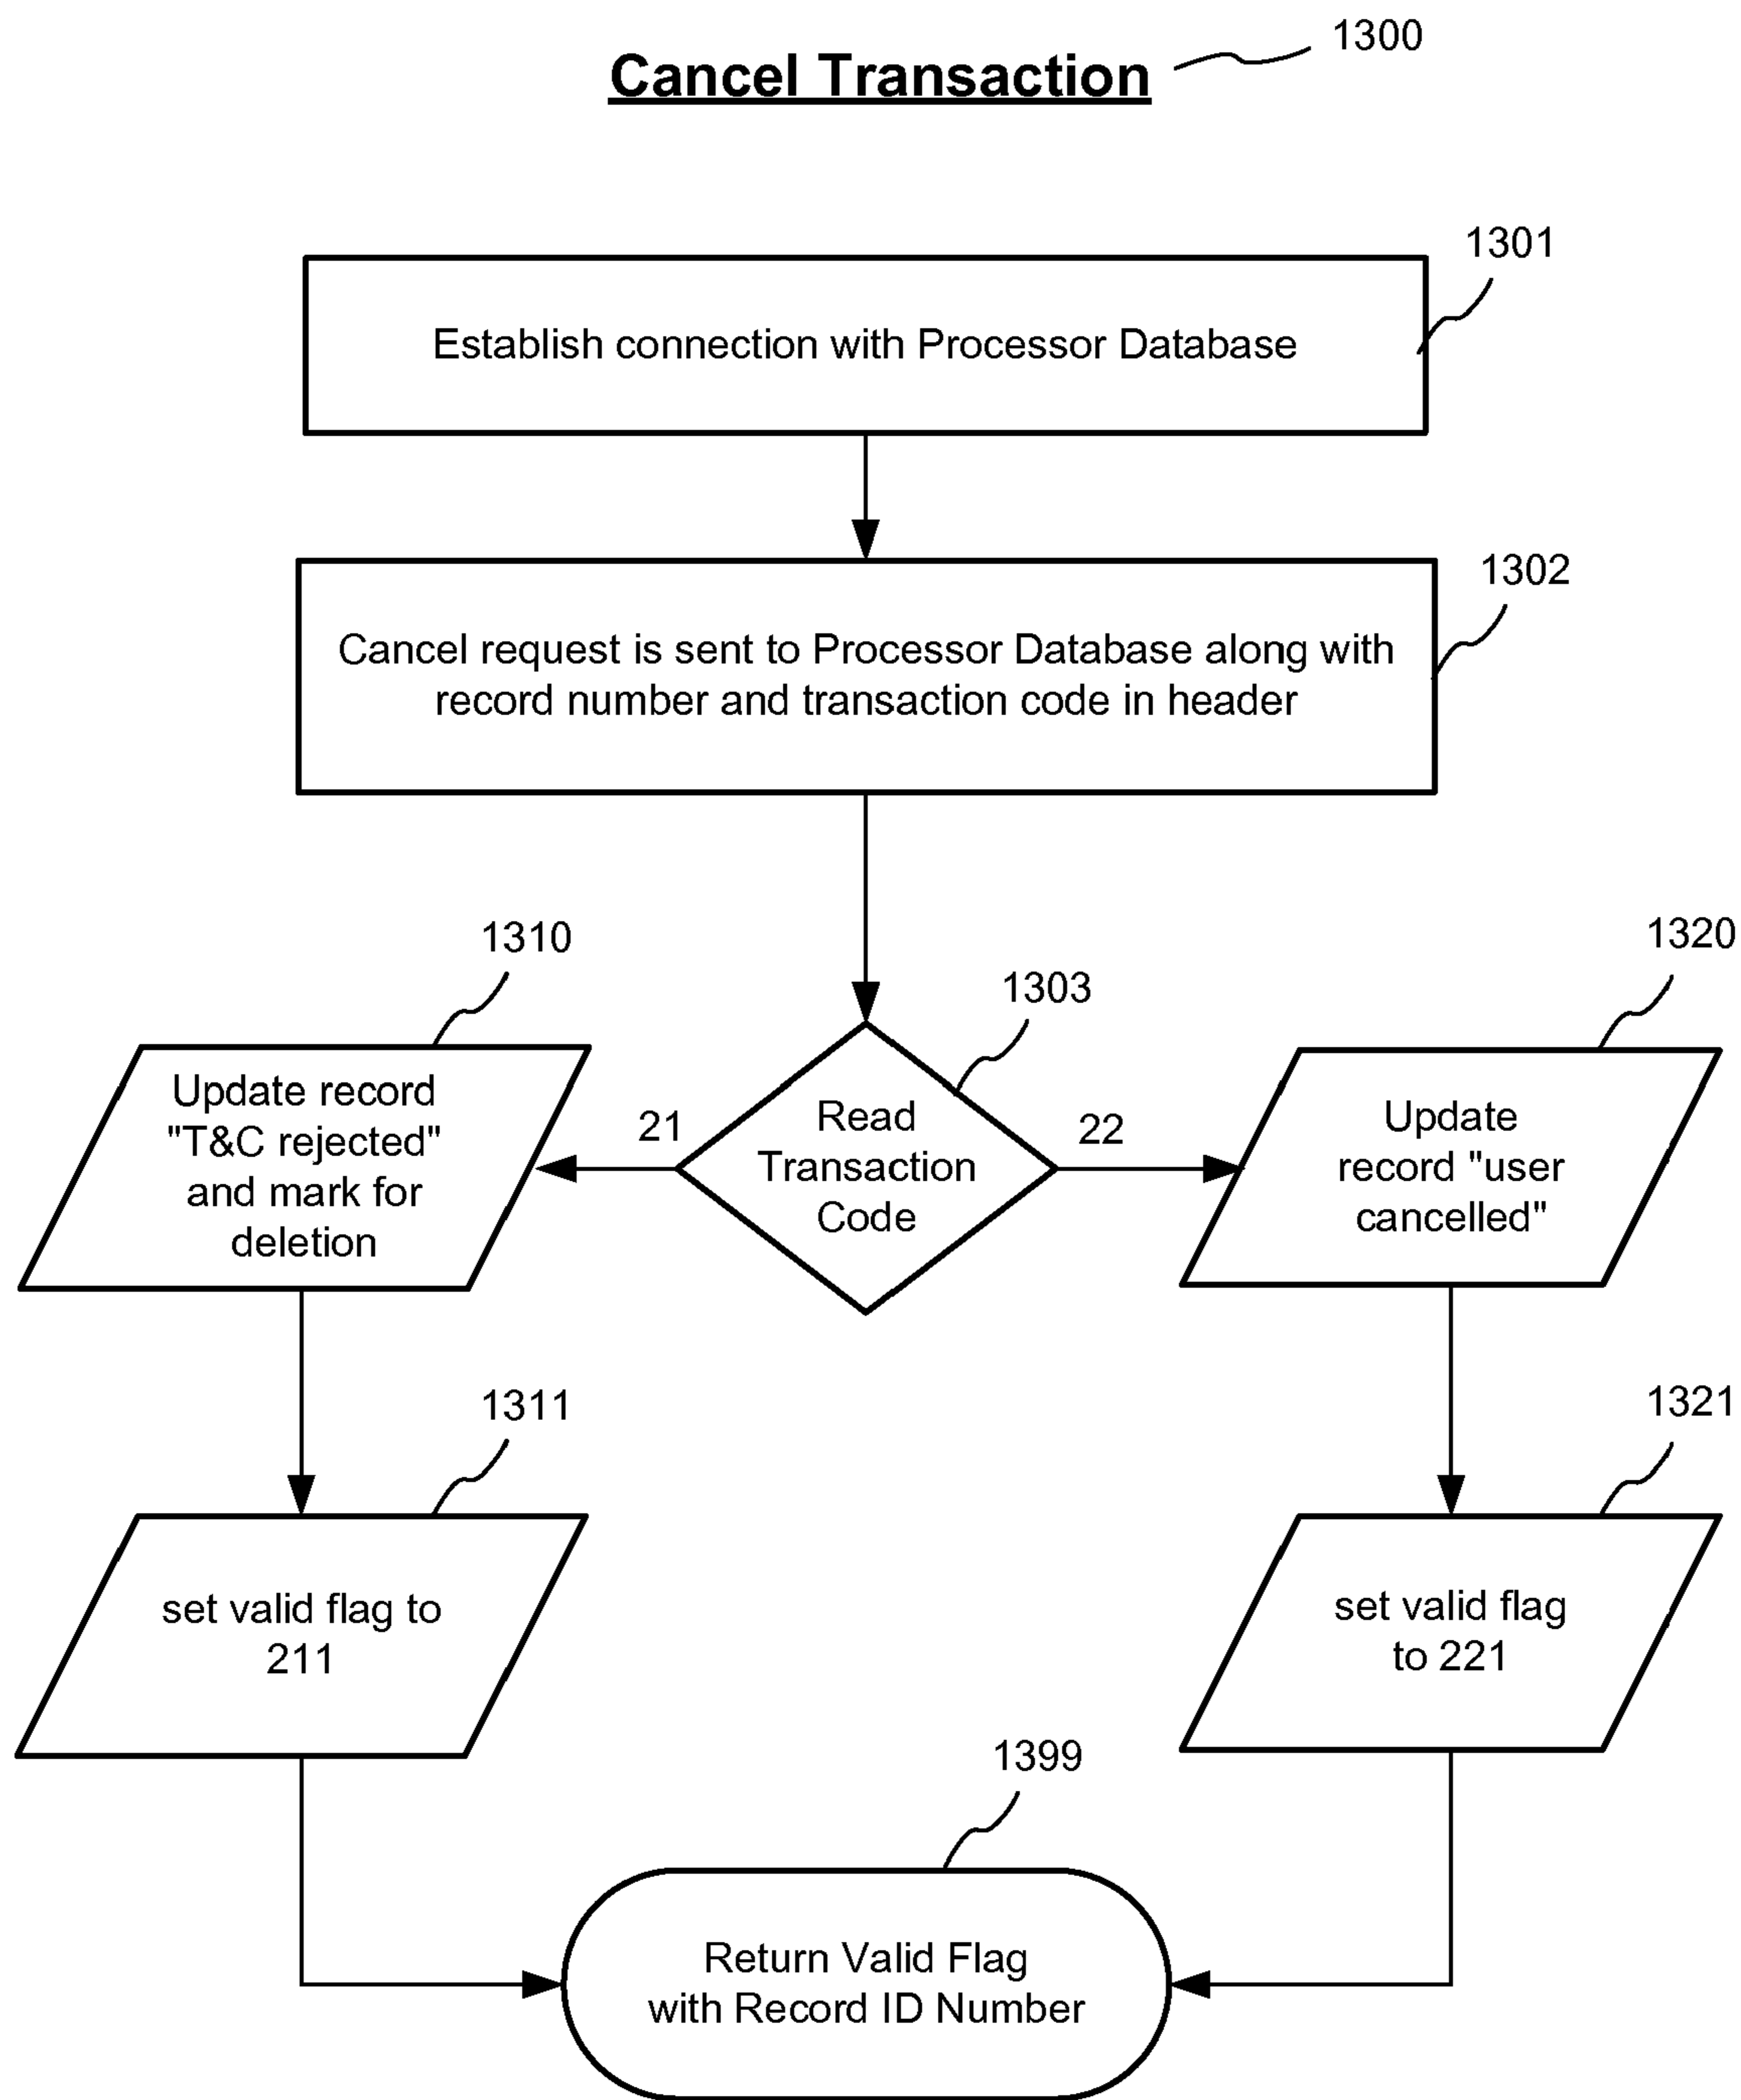 Cancel Transaction
1300
1301
Establish connection with Processor Database
1302
Cancel request is sent to Processor Database along with
record number and transaction code in header
1310
1303
1320
Update record
"T&C rejected"
and mark for
deletion
21
Read
Transaction
Code
22
Update
record "user
cancelled"
1311
1321
set valid flag to
211
set valid flag
to 221
1399
Return Valid Flag
with Record ID Number